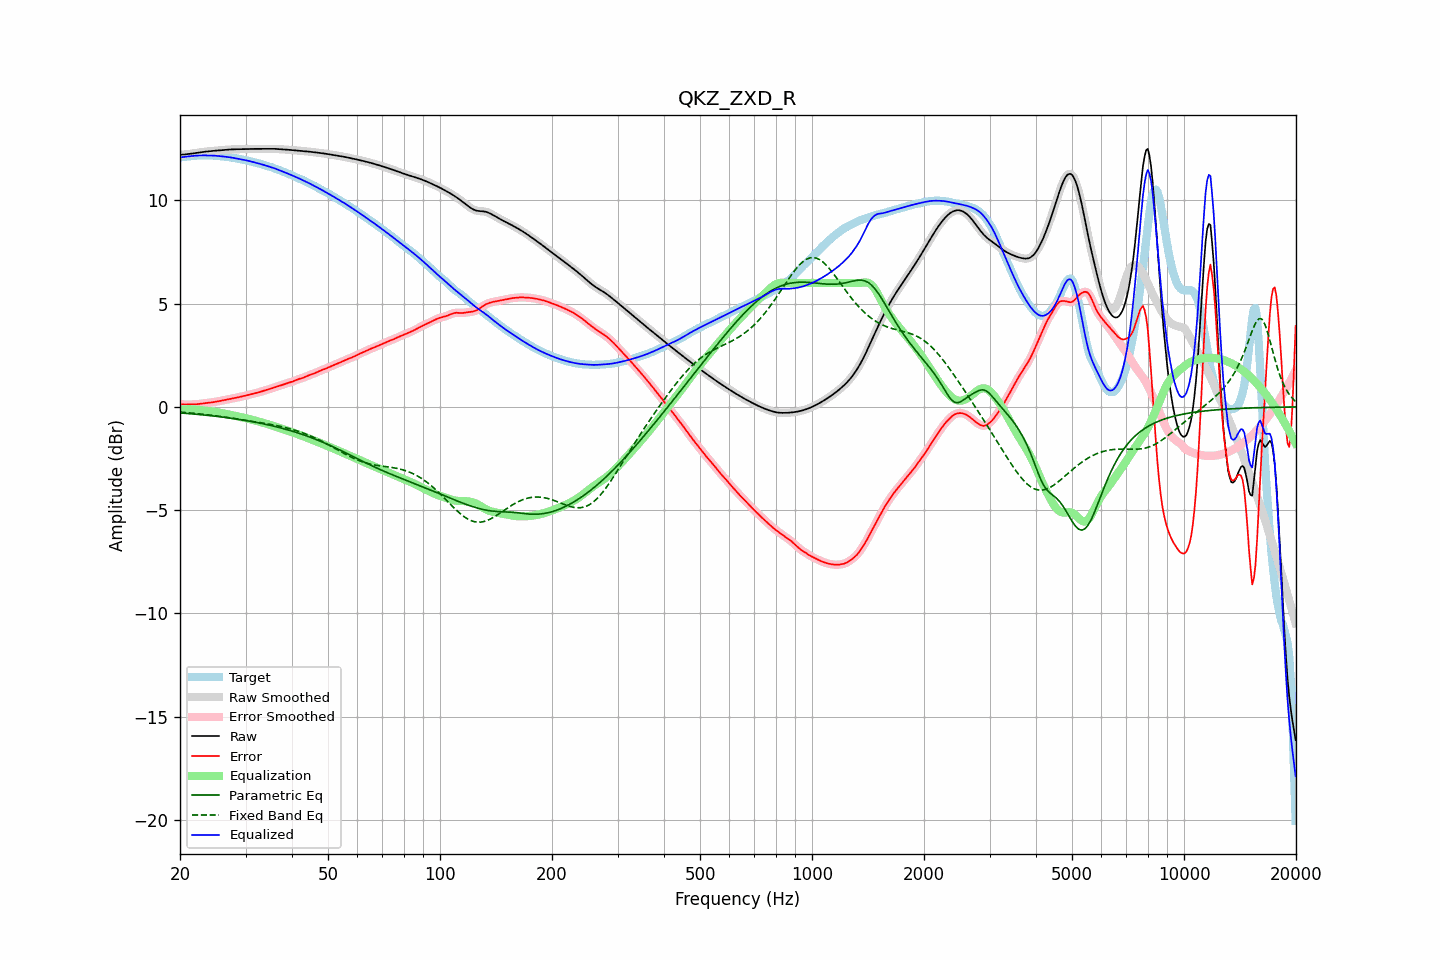 QKZ_ZXD_R
Amplitude (dBr)
10
5
0
−5
−10
−15
−20
Target
Raw Smoothed
Error Smoothed
Raw
Error
Equalization
Parametric Eq
Fixed Band Eq
Equalized
20 50 100 200 500 1000 2000 5000 10000 20000
Frequency (Hz)